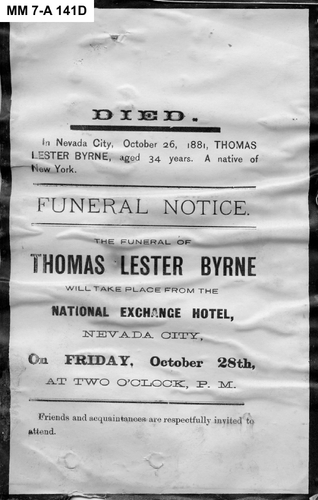 MM 7-A 141D
DIED.
In Nevada City, October 26, 1881, THOMAS
LESTER BYRNE, aged 34 years. A native of
New York.
FUNERAL NOTICE.
THE FUNERAL OF
THOMAS LESTER BYRNE
WILL TAKE PLACE FROM THE
NATIONAL EXCHANGE HOTEL,
NEVADA CITY,
On FRIDAY, October 28th,
AT TWO O'CLOCK, P. M.
Friends and acquaintances are respectfully invited to
attend.